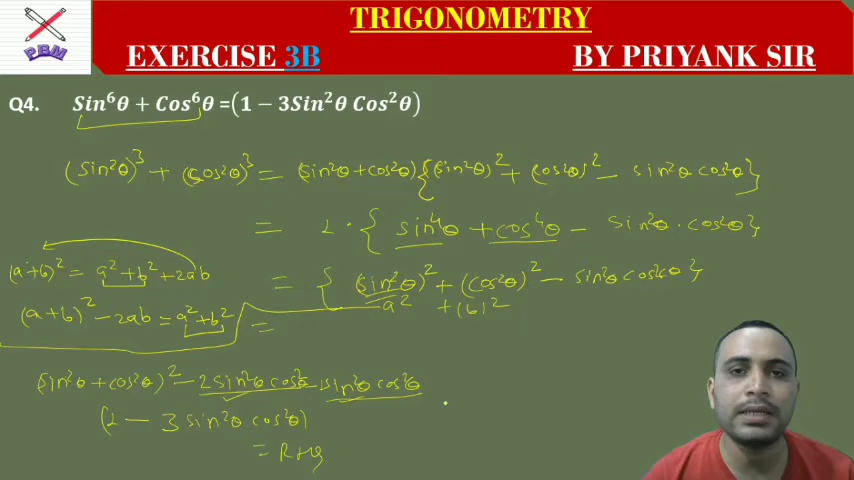 TRIGONOMETRY
PBM
EXERCISE 3B BY PRIYANK SIR
Q4. Sin⁶θ + Cos⁶θ =(1 − 3Sin²θ Cos²θ)
(sin²θ)³ + (cos²θ)³ = (sin²θ + cos²θ) {(sin²θ)² + (cos²θ)² − sin²θ cos²θ}
= 1 · { sin⁴θ + cos⁴θ − sin²θ · cos²θ}
(a+b)² = a² + b² + 2ab
= { (sin²θ)² + (cos²θ)² − sin²θ cos²θ }
a² + (b)²
(a+b)² − 2ab = a² + b²
=
(sin²θ + cos²θ)² − 2sin²θ cos²θ − sin²θ cos²θ
(1 − 3 sin²θ cos²θ)
= RHS